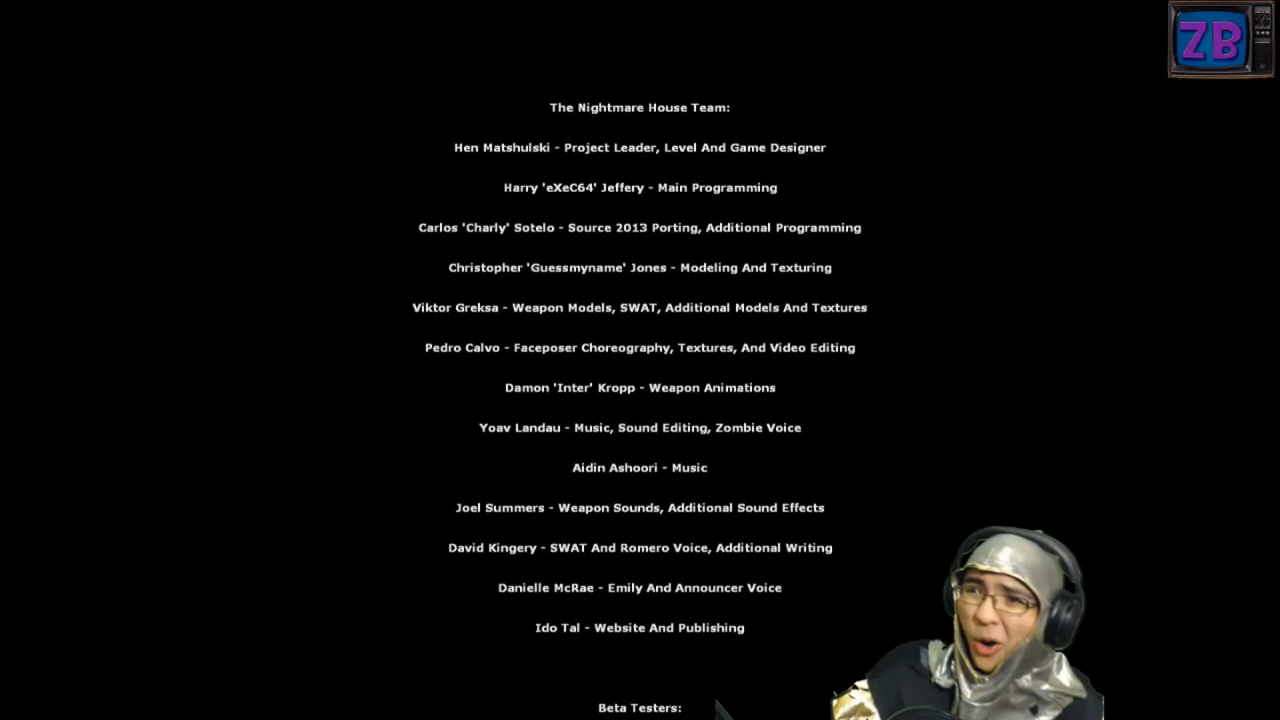 ZB
The Nightmare House Team:
Hen Matshulski - Project Leader, Level And Game Designer
Harry 'eXeC64' Jeffery - Main Programming
Carlos 'Charly' Sotelo - Source 2013 Porting, Additional Programming
Christopher 'Guessmyname' Jones - Modeling And Texturing
Viktor Greksa - Weapon Models, SWAT, Additional Models And Textures
Pedro Calvo - Faceposer Choreography, Textures, And Video Editing
Damon 'Inter' Kropp - Weapon Animations
Yoav Landau - Music, Sound Editing, Zombie Voice
Aidin Ashoori - Music
Joel Summers - Weapon Sounds, Additional Sound Effects
David Kingery - SWAT And Romero Voice, Additional Writing
Danielle McRae - Emily And Announcer Voice
Ido Tal - Website And Publishing
Beta Testers: